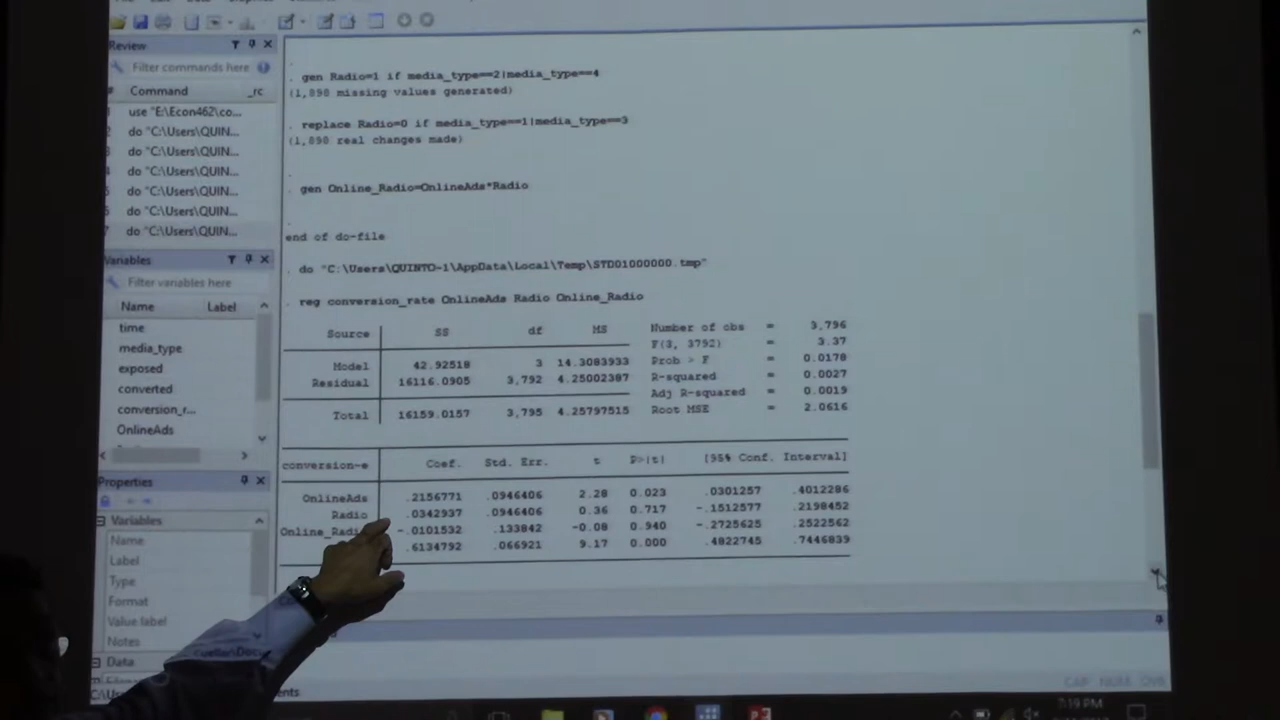 Review
Filter commands here
Command _rc
use "E:\Econ462\co...
do "C:\Users\QUIN...
do "C:\Users\QUIN...
do "C:\Users\QUIN...
do "C:\Users\QUIN...
do "C:\Users\QUIN...
7 do "C:\Users\QUIN...
Variables
Filter variables here
Name Label
time
media_type
exposed
converted
conversion_r...
OnlineAds
Properties
Variables
Name
Label
Type
Format
Value label
Notes
Data
. gen Radio=1 if media_type==2|media_type==4
(1,898 missing values generated)
. replace Radio=0 if media_type==1|media_type==3
(1,898 real changes made)
.
. gen Online_Radio=OnlineAds*Radio
.
end of do-file
. do "C:\Users\QUINTO~1\AppData\Local\Temp\STD01000000.tmp"
. reg conversion_rate OnlineAds Radio Online_Radio
Source SS df MS Number of obs = 3,796
F(3, 3792) = 3.37
Model 42.92518 3 14.3083933 Prob > F = 0.0178
Residual 16116.0905 3,792 4.25002387 R-squared = 0.0027
Adj R-squared = 0.0019
Total 16159.0157 3,795 4.25797515 Root MSE = 2.0616
conversion~e Coef. Std. Err. t P>|t| [95% Conf. Interval]
OnlineAds .2156771 .0946406 2.28 0.023 .0301257 .4012286
Radio .0342937 .0946406 0.36 0.717 -.1512577 .2198452
Online_Radio -.0101532 .133842 -0.08 0.940 -.2725625 .2522562
.6134792 .066921 9.17 0.000 .4822745 .7446839
CAP NUM OVR
7:19 PM